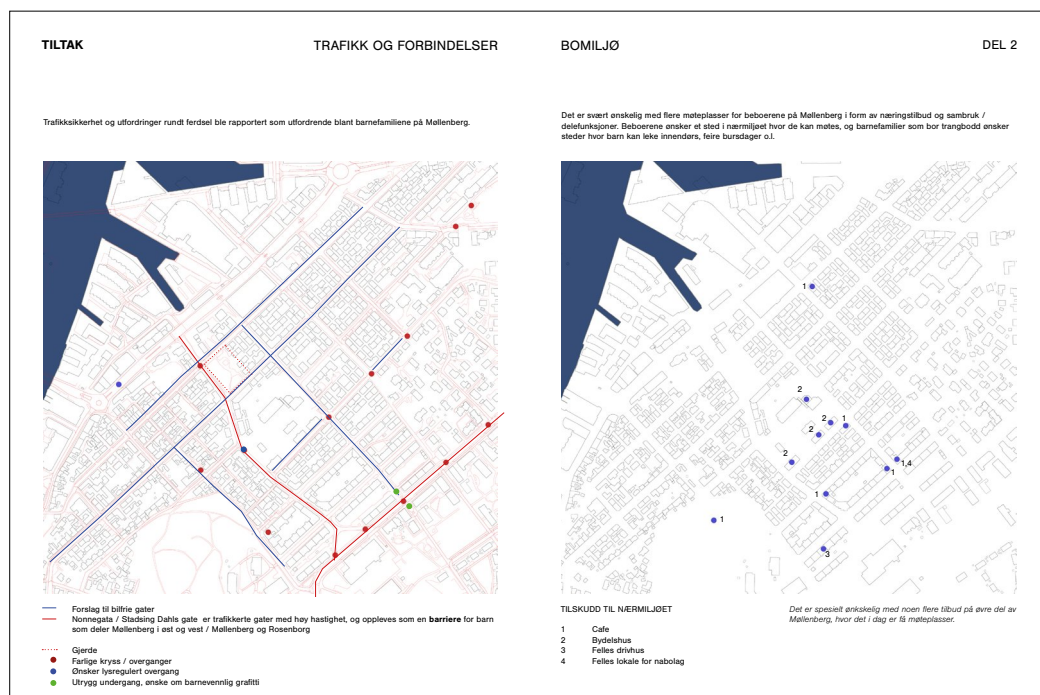 TILTAK
TRAFIKK OG FORBINDELSER
Trafikksikkerhet og utfordringer rundt ferdsel ble rapportert som utfordrende blant barnefamiliene på Møllenberg.
Forslag til bilfrie gater
Nonnegata / Stadsing Dahls gate er trafikkerte gater med høy hastighet, og oppleves som en barriere for barn
som deler Møllenberg i øst og vest / Møllenberg og Rosenborg
Gjerde
Farlige kryss / overganger
Ønsker lysregulert overgang
Utrygg undergang, ønske om barnevennlig grafitti
BOMILJØ
DEL 2
Det er svært ønskelig med flere møteplasser for beboerene på Møllenberg i form av næringstilbud og sambruk /
delefunksjoner. Beboerene ønsker et sted i nærmiljøet hvor de kan møtes, og barnefamilier som bor trangbodd ønsker
steder hvor barn kan leke innendørs, feire bursdager o.l.
1
2
2
1
2
2
1,4
1
1
1
3
TILSKUDD TIL NÆRMILJØET
1 Cafe
2 Bydelshus
3 Felles drivhus
4 Felles lokale for nabolag
Det er spesielt ønkskelig med noen flere tilbud på øvre del av
Møllenberg, hvor det i dag er få møteplasser.